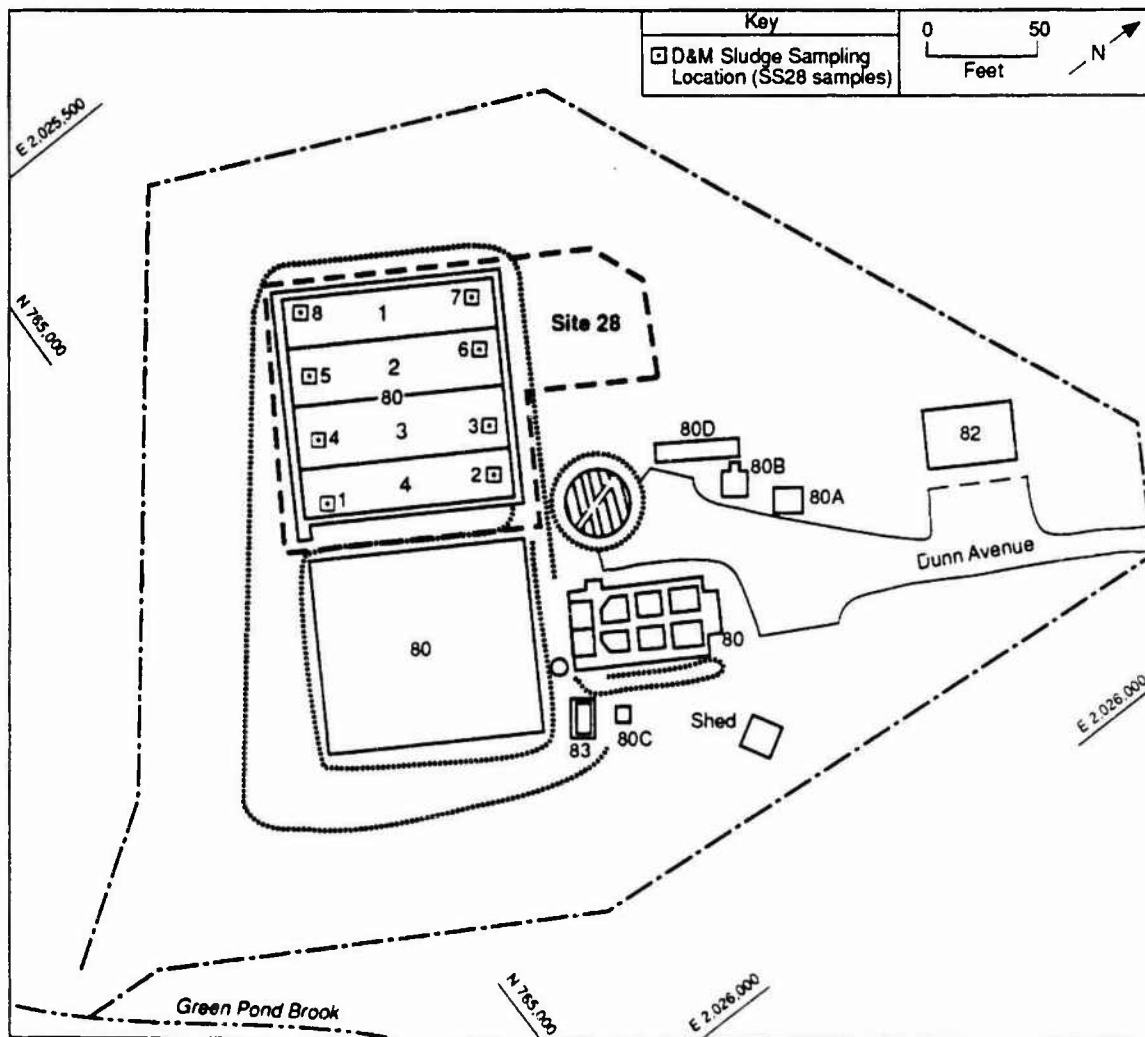 Key
D&M Sludge Sampling
Location (SS28 samples)
0 50
Feet
N
E 2,025,500
N 765,000
8 1 7
Site 28
5 2 6
80
4 3 3
1 4 2
80D
80B
80A
82
Dunn Avenue
80
80
83
80C
Shed
E 2,026,000
N 765,000
E 2,026,000
Green Pond Brook